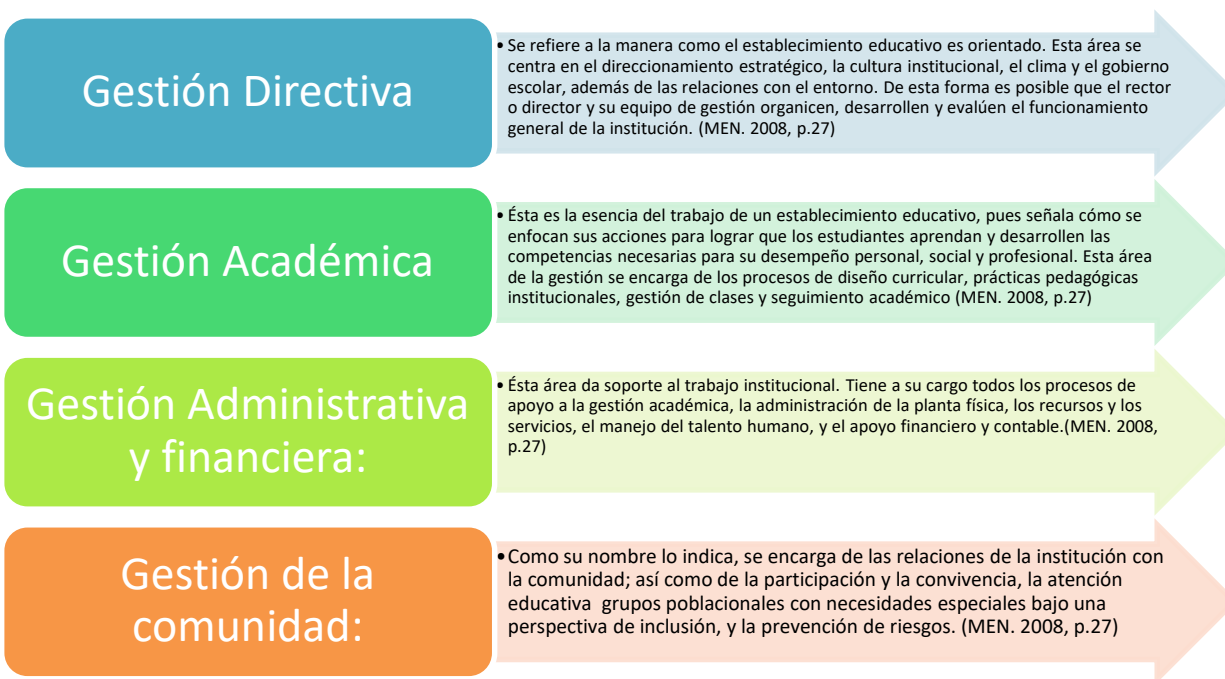 Gestión Directiva
• Se refiere a la manera como el establecimiento educativo es orientado. Esta área se
centra en el direccionamiento estratégico, la cultura institucional, el clima y el gobierno
escolar, además de las relaciones con el entorno. De esta forma es posible que el rector
o director y su equipo de gestión organicen, desarrollen y evalúen el funcionamiento
general de la institución. (MEN. 2008, p.27)
Gestión Académica
• Ésta es la esencia del trabajo de un establecimiento educativo, pues señala cómo se
enfocan sus acciones para lograr que los estudiantes aprendan y desarrollen las
competencias necesarias para su desempeño personal, social y profesional. Esta área
de la gestión se encarga de los procesos de diseño curricular, prácticas pedagógicas
institucionales, gestión de clases y seguimiento académico (MEN. 2008, p.27)
Gestión Administrativa
y financiera:
• Ésta área da soporte al trabajo institucional. Tiene a su cargo todos los procesos de
apoyo a la gestión académica, la administración de la planta física, los recursos y los
servicios, el manejo del talento humano, y el apoyo financiero y contable.(MEN. 2008,
p.27)
Gestión de la
comunidad:
• Como su nombre lo indica, se encarga de las relaciones de la institución con
la comunidad; así como de la participación y la convivencia, la atención
educativa  grupos poblacionales con necesidades especiales bajo una
perspectiva de inclusión, y la prevención de riesgos. (MEN. 2008, p.27)